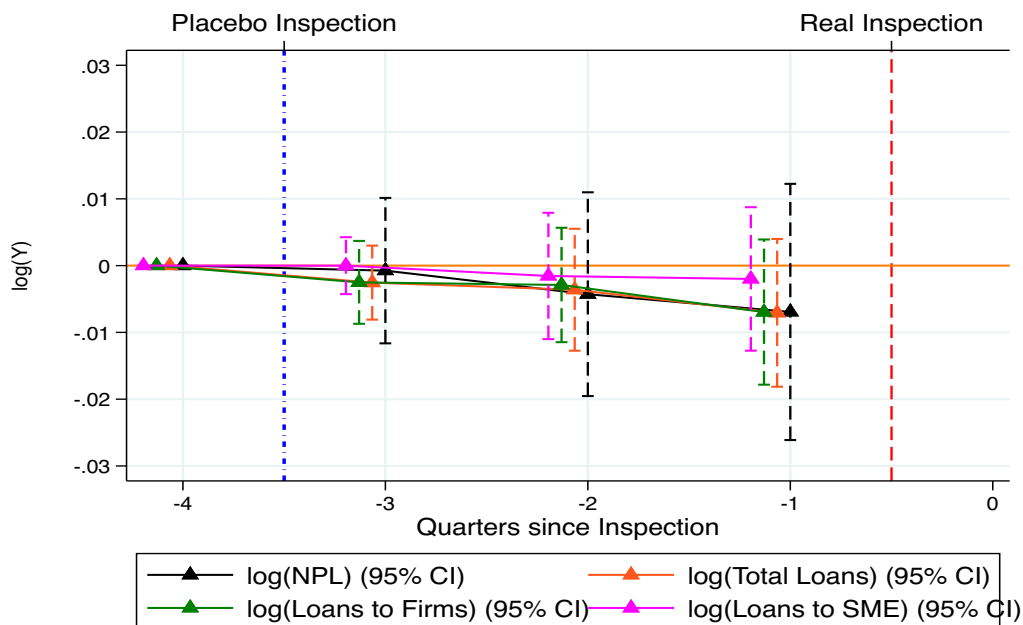 Placebo Inspection Real Inspection
.03
.02
.01
0
-.01
-.02
-.03
log(Y)
-4 -3 -2 -1 0
Quarters since Inspection
log(NPL) (95% CI) log(Total Loans) (95% CI)
log(Loans to Firms) (95% CI) log(Loans to SME) (95% CI)